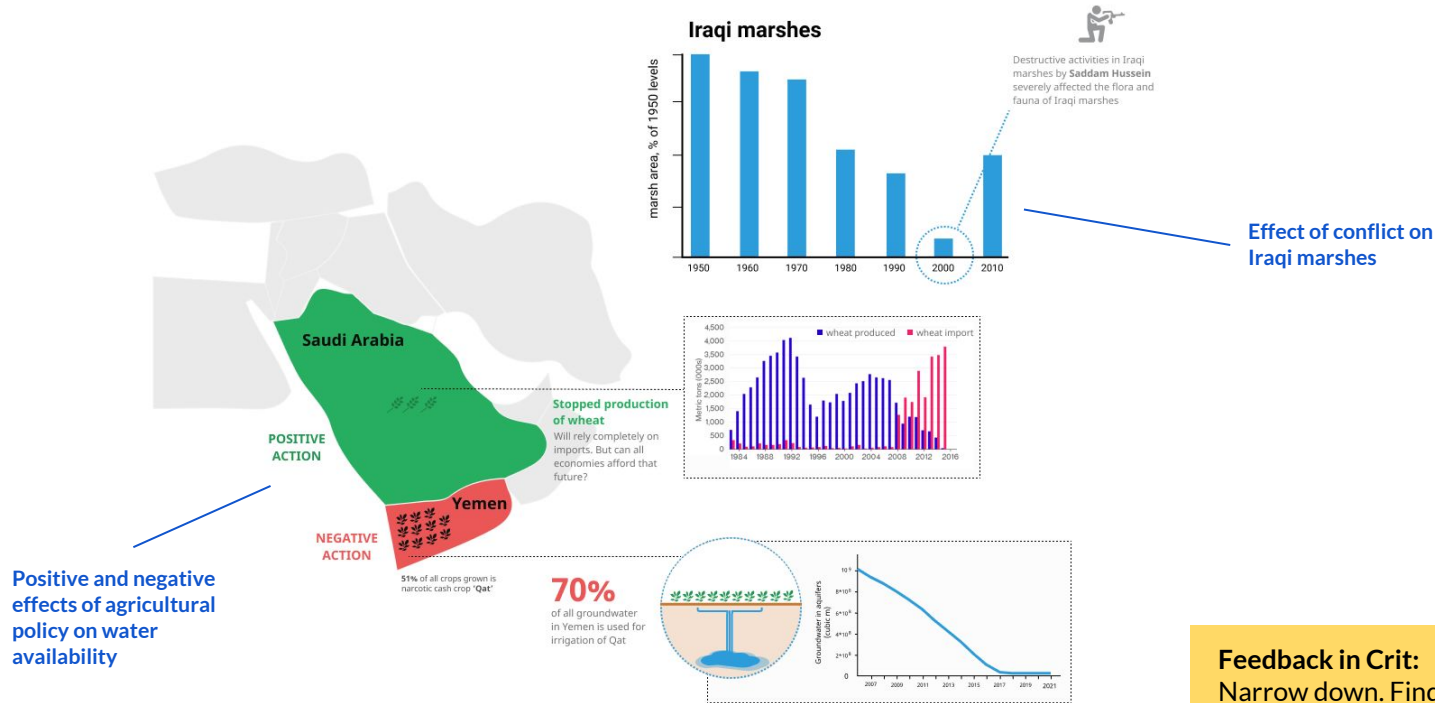 Iraqi marshes
marsh area, % of 1950 levels
1950 1960 1970 1980 1990 2000 2010
Destructive activities in Iraqi
marshes by Saddam Hussein
severely affected the flora and
fauna of Iraqi marshes
Effect of conflict on
Iraqi marshes
Saudi Arabia
POSITIVE
ACTION
Stopped production
of wheat
Will rely completely on
imports. But can all
economies afford that
future?
wheat produced wheat import
Metric tons (000s)
4,500
4,000
3,500
3,000
2,500
2,000
1,500
1,000
500
0
1984 1988 1992 1996 2000 2004 2008 2012 2016
Yemen
NEGATIVE
ACTION
51% of all crops grown is
narcotic cash crop 'Qat'
70%
of all groundwater
in Yemen is used for
irrigation of Qat
Groundwater in aquifers
(cubic m)
0
2007 2009 2011 2013 2015 2017 2018 2019 2021
Positive and negative
effects of agricultural
policy on water
availability
Feedback in Crit:
Narrow down. Find